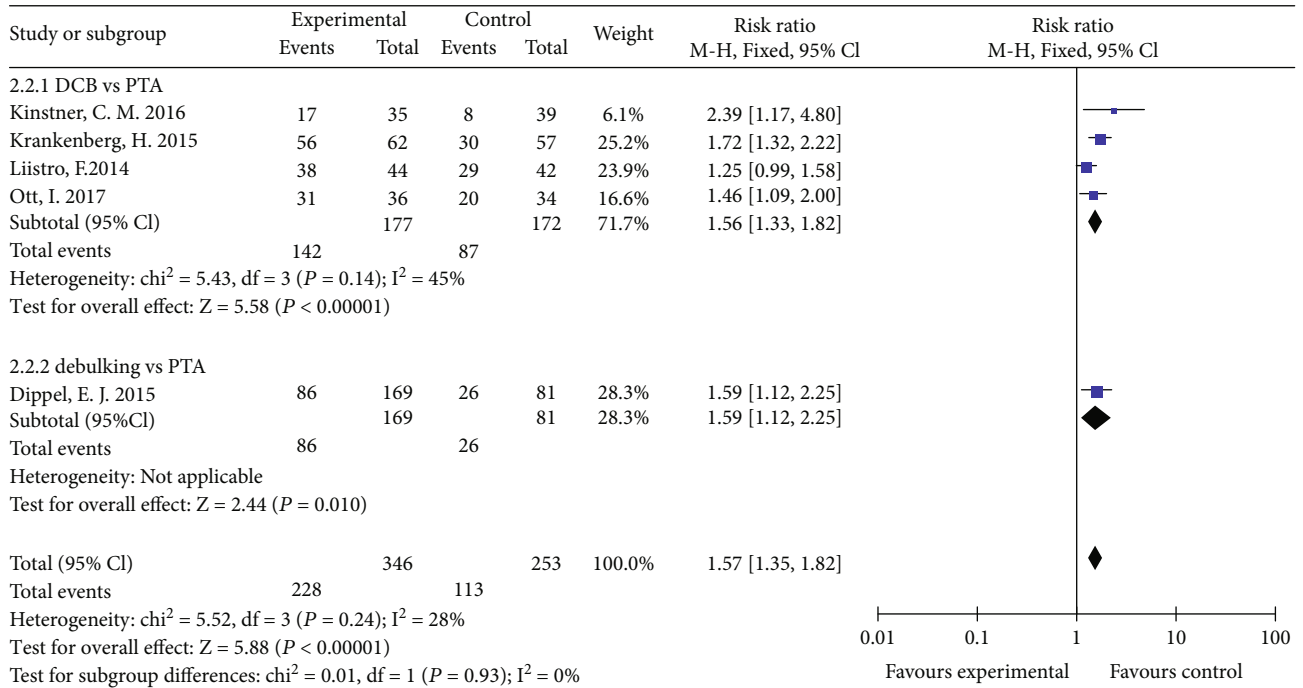 Study or subgroup Experimental Control Weight Risk ratio Risk ratio
Events Total Events Total M-H, Fixed, 95% Cl M-H, Fixed, 95% Cl
2.2.1 DCB vs PTA
Kinstner, C. M. 2016 17 35 8 39 6.1% 2.39 [1.17, 4.80]
Krankenberg, H. 2015 56 62 30 57 25.2% 1.72 [1.32, 2.22]
Liistro, F.2014 38 44 29 42 23.9% 1.25 [0.99, 1.58]
Ott, I. 2017 31 36 20 34 16.6% 1.46 [1.09, 2.00]
Subtotal (95% Cl) 177 172 71.7% 1.56 [1.33, 1.82]
Total events 142 87
Heterogeneity: chi² = 5.43, df = 3 (P = 0.14); I² = 45%
Test for overall effect: Z = 5.58 (P < 0.00001)
2.2.2 debulking vs PTA
Dippel, E. J. 2015 86 169 26 81 28.3% 1.59 [1.12, 2.25]
Subtotal (95%Cl) 169 81 28.3% 1.59 [1.12, 2.25]
Total events 86 26
Heterogeneity: Not applicable
Test for overall effect: Z = 2.44 (P = 0.010)
Total (95% Cl) 346 253 100.0% 1.57 [1.35, 1.82]
Total events 228 113
Heterogeneity: chi² = 5.52, df = 3 (P = 0.24); I² = 28%
Test for overall effect: Z = 5.88 (P < 0.00001)
Test for subgroup differences: chi² = 0.01, df = 1 (P = 0.93); I² = 0%
0.01 0.1 1 10 100
Favours experimental Favours control